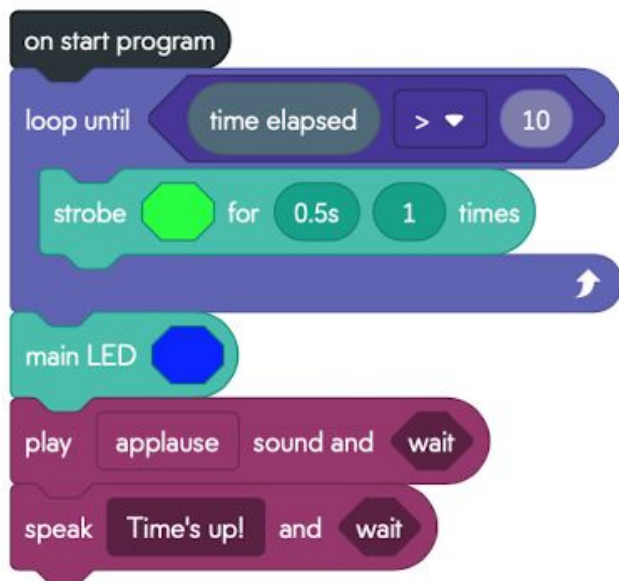 on start program
loop until time elapsed > 10
strobe for 0.5s 1 times
main LED
play applause sound and wait
speak Time's up! and wait